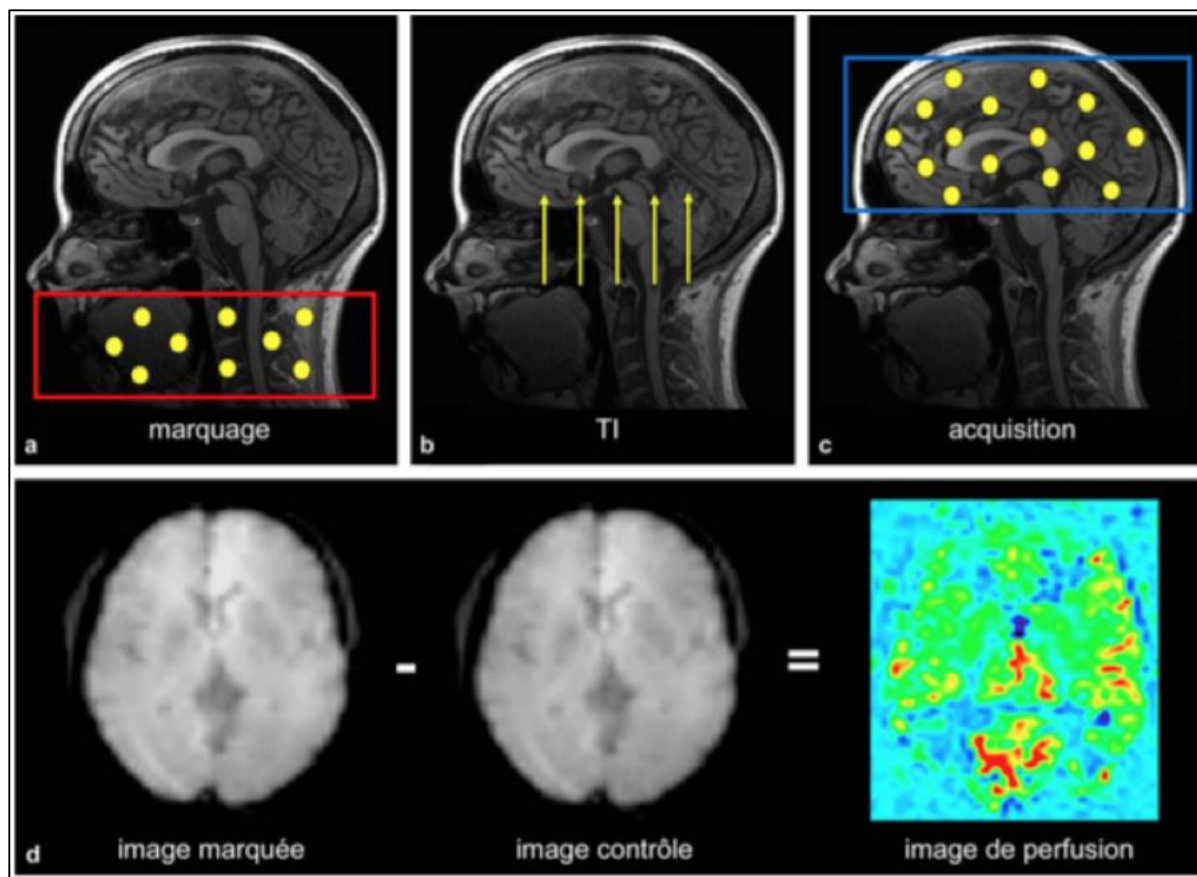 marquage
a
TI
b
acquisition
c
-
=
image marquée
image contrôle
image de perfusion
d